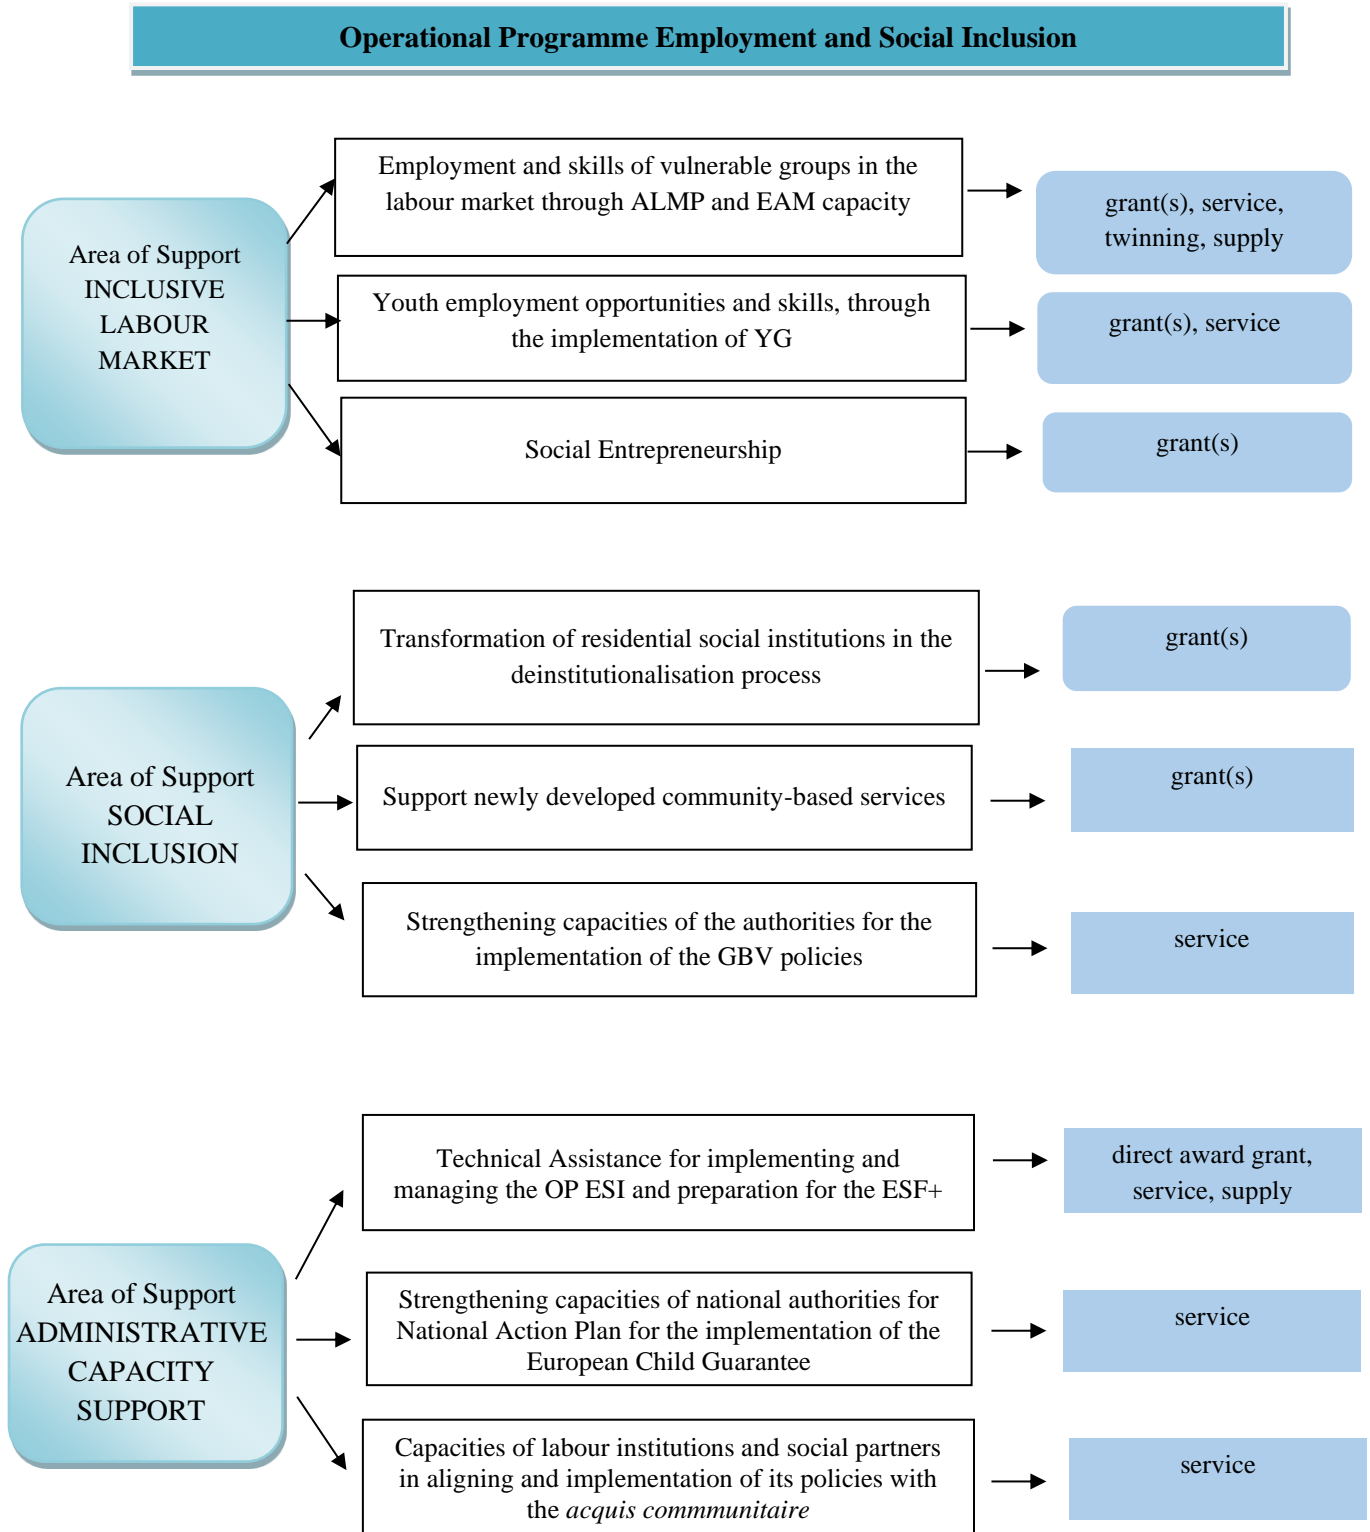 Operational Programme Employment and Social Inclusion
Area of Support
INCLUSIVE
LABOUR
MARKET
Employment and skills of vulnerable groups in the
labour market through ALMP and EAM capacity
grant(s), service,
twinning, supply
Youth employment opportunities and skills, through
the implementation of YG
grant(s), service
Social Entrepreneurship
grant(s)
Area of Support
SOCIAL
INCLUSION
Transformation of residential social institutions in the
deinstitutionalisation process
grant(s)
Support newly developed community-based services
grant(s)
Strengthening capacities of the authorities for the
implementation of the GBV policies
service
Area of Support
ADMINISTRATIVE
CAPACITY
SUPPORT
Technical Assistance for implementing and
managing the OP ESI and preparation for the ESF+
direct award grant,
service, supply
Strengthening capacities of national authorities for
National Action Plan for the implementation of the
European Child Guarantee
service
Capacities of labour institutions and social partners
in aligning and implementation of its policies with
the acquis commmunitaire
service